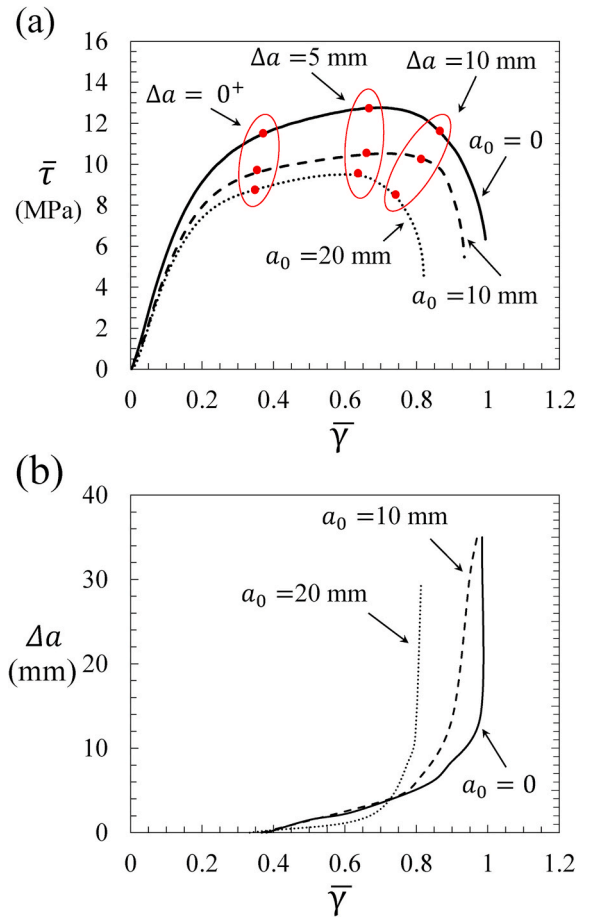 (a)
16
14
12
10
8
6
4
2
0
τ̅
(MPa)
Δa = 0⁺
Δa =5 mm
Δa =10 mm
a₀ = 0
a₀ =20 mm
a₀ =10 mm
0 0.2 0.4 0.6 0.8 1 1.2
γ̅
(b)
40
30
20
10
0
Δa
(mm)
a₀ =10 mm
a₀ =20 mm
a₀ = 0
0 0.2 0.4 0.6 0.8 1 1.2
γ̅